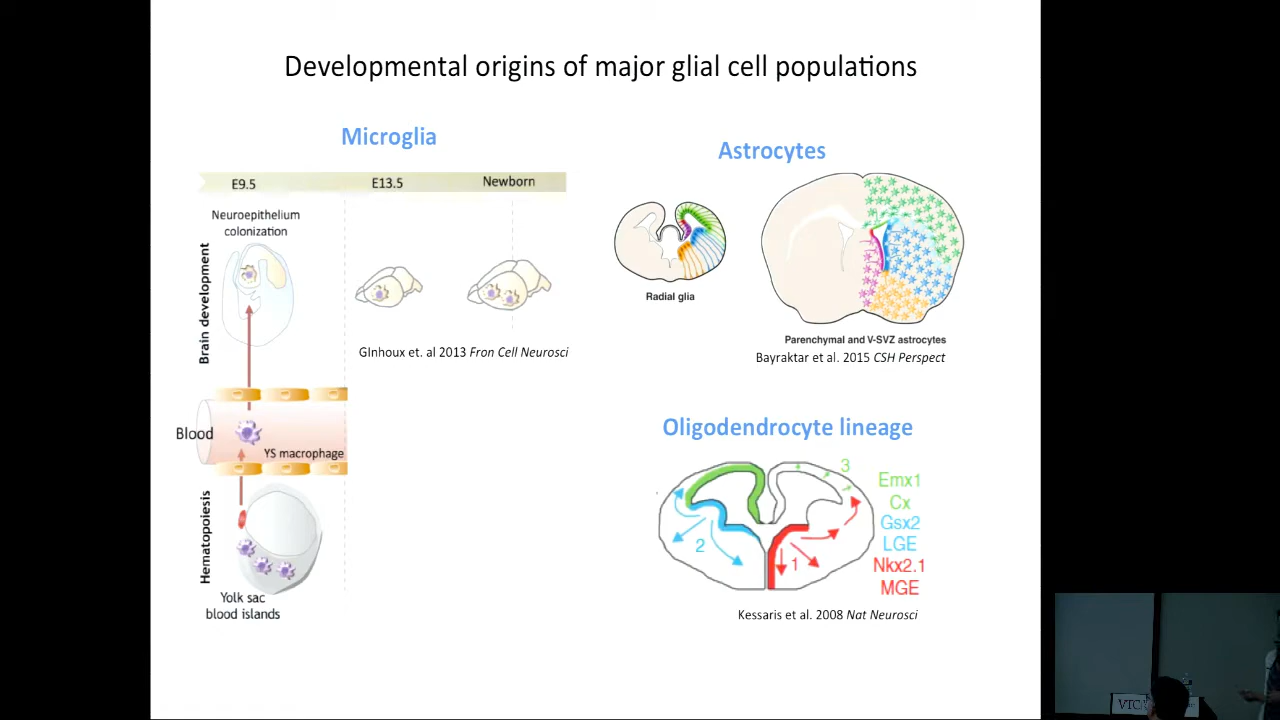 Developmental origins of major glial cell populations
Microglia
E9.5
E13.5
Newborn
Neuroepithelium
colonization
Brain development
GInhoux et. al 2013 Fron Cell Neurosci
Blood
YS macrophage
Hematopoiesis
Yolk sac
blood islands
Astrocytes
Radial glia
Parenchymal and V-SVZ astrocytes
Bayraktar et al. 2015 CSH Perspect
Oligodendrocyte lineage
3
2
1
Emx1
Cx
Gsx2
LGE
Nkx2.1
MGE
Kessaris et al. 2008 Nat Neurosci